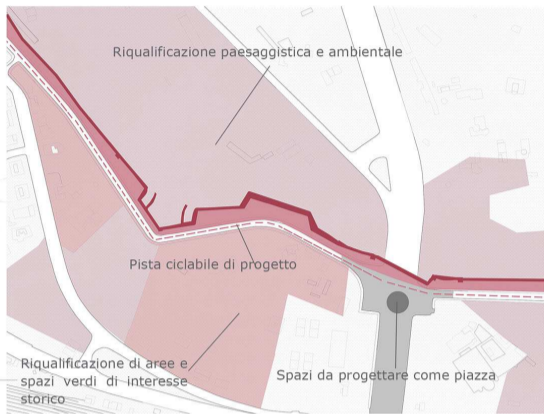 Riqualificazione paesaggistica e ambientale
Pista ciclabile di progetto
Riqualificazione di aree e
spazi verdi di interesse
storico
Spazi da progettare come piazza